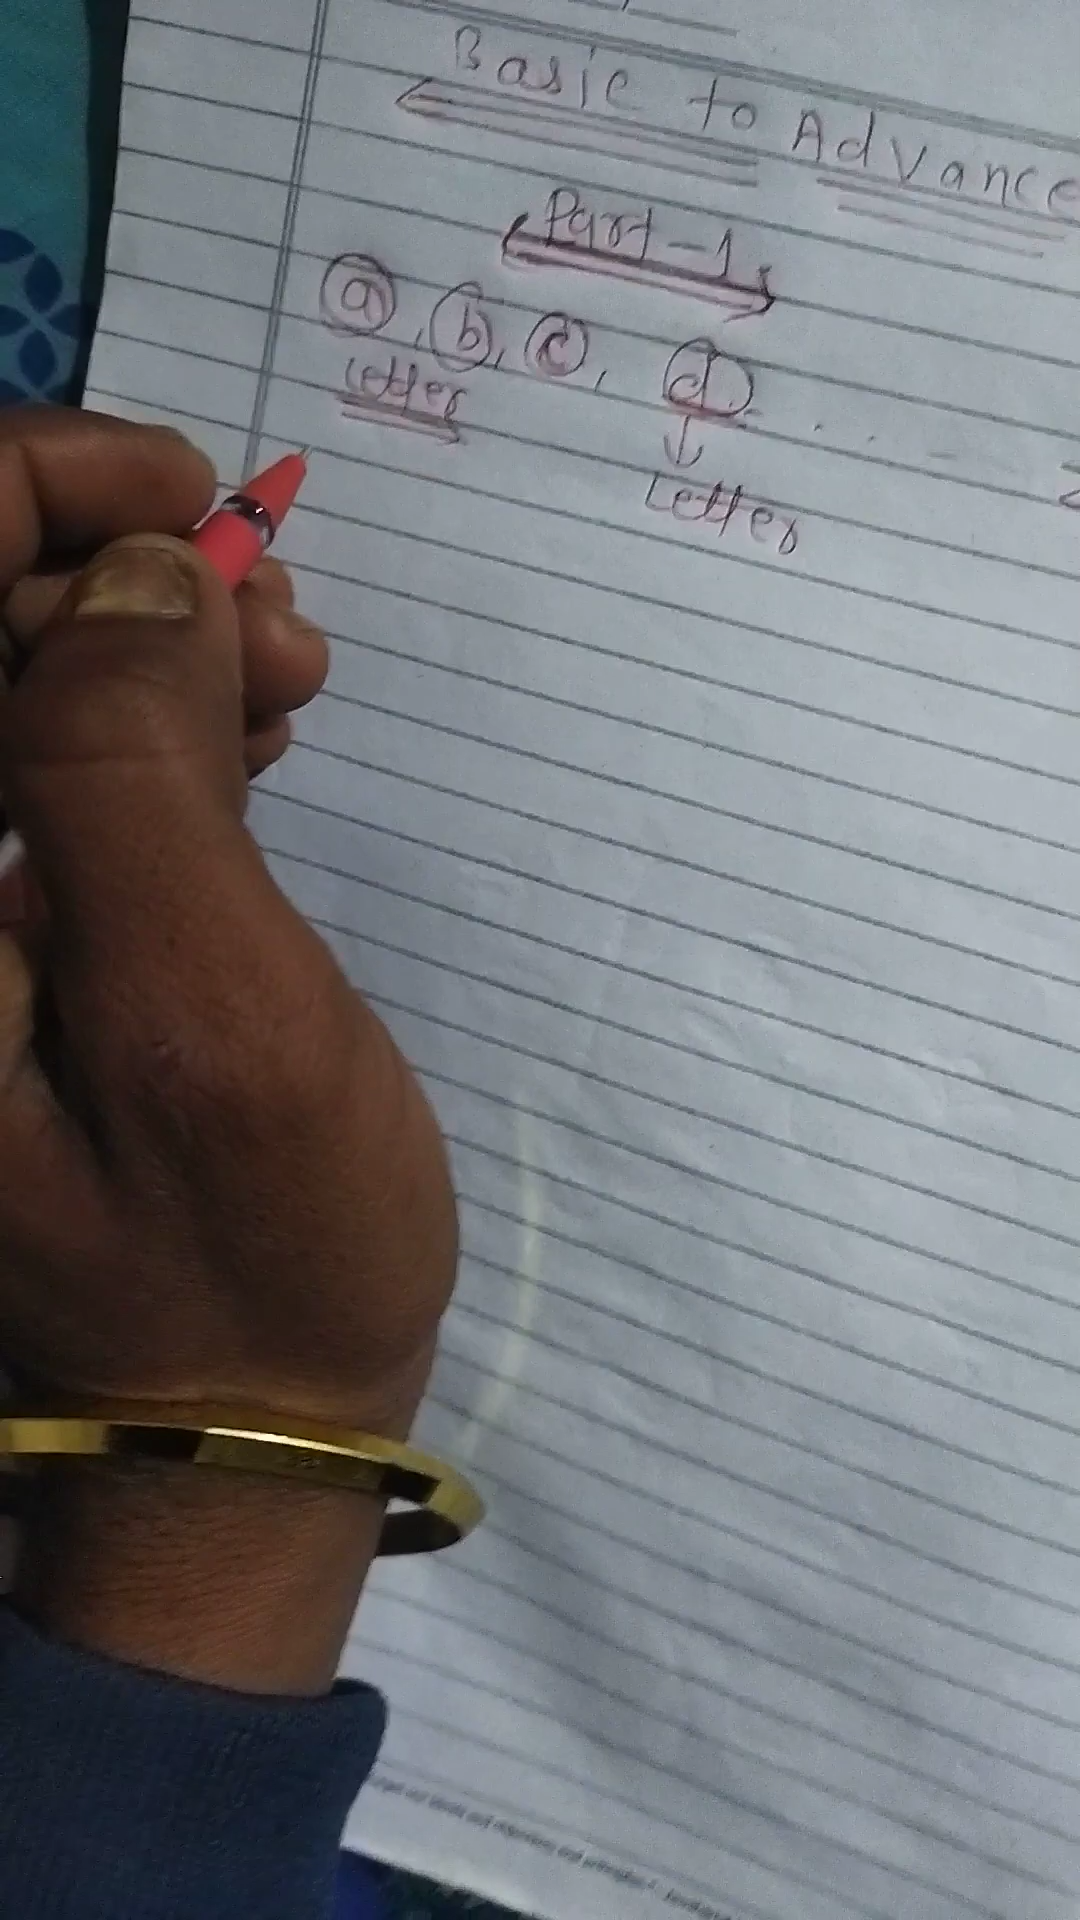 Basic to Advance
Part-1
a, b, c, d . . . - - z
Letter
Letter